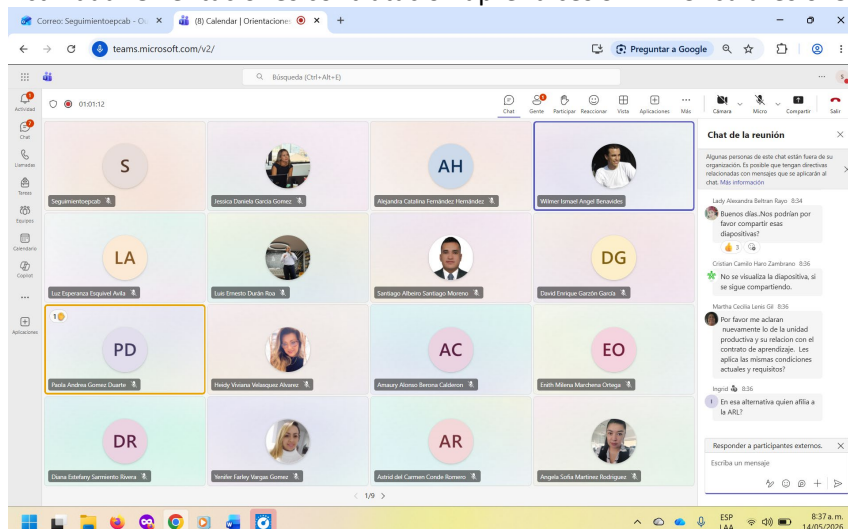 Correo: Seguimientoepcab - Ou
(8) Calendar | Orientaciones
teams.microsoft.com/v2/
Preguntar a Google
Búsqueda (Ctrl+Alt+E)
Actividad
Chat
Llamadas
Tareas
Equipos
Calendario
Copilot
Aplicaciones
01:01:12
Chat
Gente
Participar
Reaccionar
Vista
Aplicaciones
Más
Cámara
Micro
Compartir
Salir
S
Seguimientoepcab
Jessica Daniela Garcia Gomez
AH
Alejandra Catalina Fernández Hernández
Wilmer Ismael Angel Benavides
LA
Luz Esperanza Esquivel Avila
Luis Ernesto Durán Roa
Santiago Albeiro Santiago Moreno
DG
David Enrique Garzón García
1
PD
Paola Andrea Gomez Duarte
Heidy Viviana Velasquez Alvarez
AC
Amaury Alonso Berona Calderon
EO
Enith Milena Marchena Ortega
DR
Diana Estefany Sarmiento Rivera
Yenifer Farley Vargas Gomez
AR
Astrid del Carmen Conde Romero
Angela Sofia Martinez Rodriguez
1/9
Chat de la reunión
Algunas personas de este chat están fuera de su
organización. Es posible que tengan directivas
relacionadas con mensajes que se aplicarán al
chat. Más información
Lady Alexandra Beltran Rayo 8:34
Buenos días..Nos podrían por
favor compartir esas
diapositivas?
3
Cristian Camilo Haro Zambrano 8:36
No se visualiza la diapositiva, si
se sigue compartiendo.
Martha Cecilia Lenis Gil 8:36
Por favor me aclaran
nuevamente lo de la unidad
productiva y su relacion con el
contrato de aprendizaje. Les
aplica las mismas condiciones
actuales y requisitos?
Ingrid 8:36
En esa alternativa quien afilia a
la ARL?
Responder a participantes externos.
Escriba un mensaje
ESP
LAA
8:37 a. m.
14/05/2026